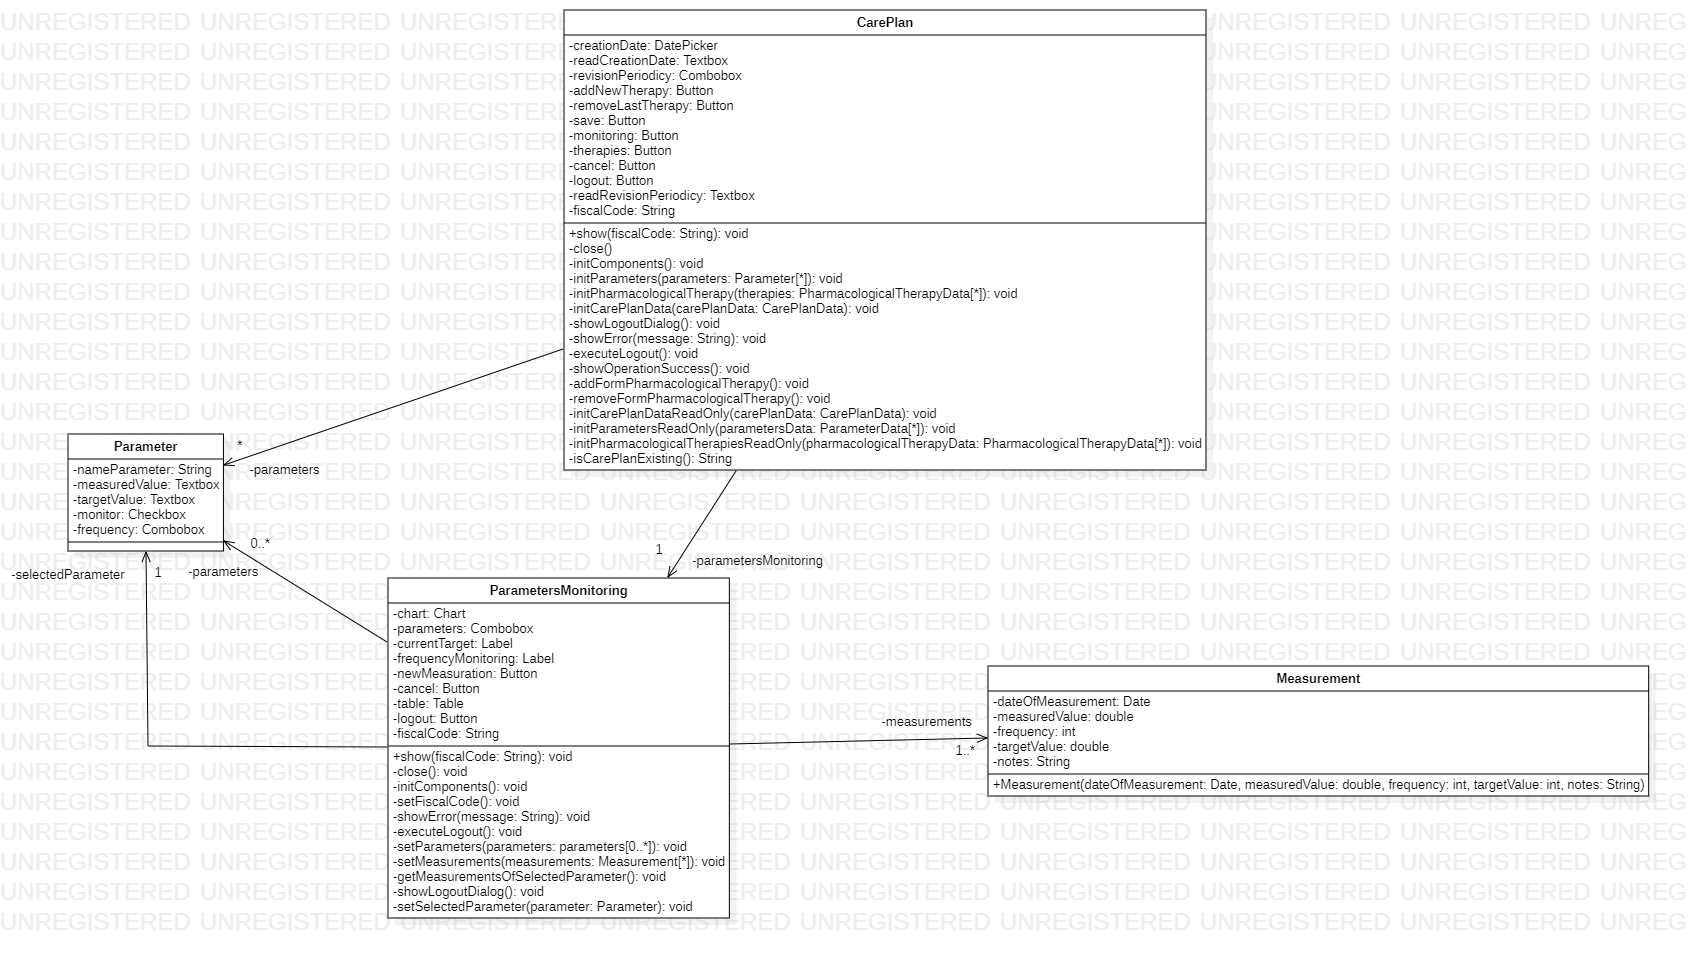 CarePlan
-creationDate: DatePicker
-readCreationDate: Textbox
-revisionPeriodicy: Combobox
-addNewTherapy: Button
-removeLastTherapy: Button
-save: Button
-monitoring: Button
-therapies: Button
-cancel: Button
-logout: Button
-readRevisionPeriodicy: Textbox
-fiscalCode: String
+show(fiscalCode: String): void
-close()
-initComponents(): void
-initParameters(parameters: Parameter[*]): void
-initPharmacologicalTherapy(therapies: PharmacologicalTherapyData[*]): void
-initCarePlanData(carePlanData: CarePlanData): void
-showLogoutDialog(): void
-showError(message: String): void
-executeLogout(): void
-showOperationSuccess(): void
-addFormPharmacologicalTherapy(): void
-removeFormPharmacologicalTherapy(): void
-initCarePlanDataReadOnly(carePlanData: CarePlanData): void
-initParametersReadOnly(parametersData: ParameterData[*]): void
-initPharmacologicalTherapiesReadOnly(pharmacologicalTherapyData: PharmacologicalTherapyData[*]): void
-isCarePlanExisting(): String
Parameter
-nameParameter: String
-measuredValue: Textbox
-targetValue: Textbox
-monitor: Checkbox
-frequency: Combobox
*
-parameters
0..*
-parameters
-selectedParameter
1
1
-parametersMonitoring
ParametersMonitoring
-chart: Chart
-parameters: Combobox
-currentTarget: Label
-frequencyMonitoring: Label
-newMeasuration: Button
-cancel: Button
-table: Table
-logout: Button
-fiscalCode: String
+show(fiscalCode: String): void
-close(): void
-initComponents(): void
-setFiscalCode(): void
-showError(message: String): void
-executeLogout(): void
-setParameters(parameters: parameters[0..*]): void
-setMeasurements(measurements: Measurement[*]): void
-getMeasurementsOfSelectedParameter(): void
-showLogoutDialog(): void
-setSelectedParameter(parameter: Parameter): void
-measurements
1..*
Measurement
-dateOfMeasurement: Date
-measuredValue: double
-frequency: int
-targetValue: double
-notes: String
+Measurement(dateOfMeasurement: Date, measuredValue: double, frequency: int, targetValue: int, notes: String)
UNREGISTERED